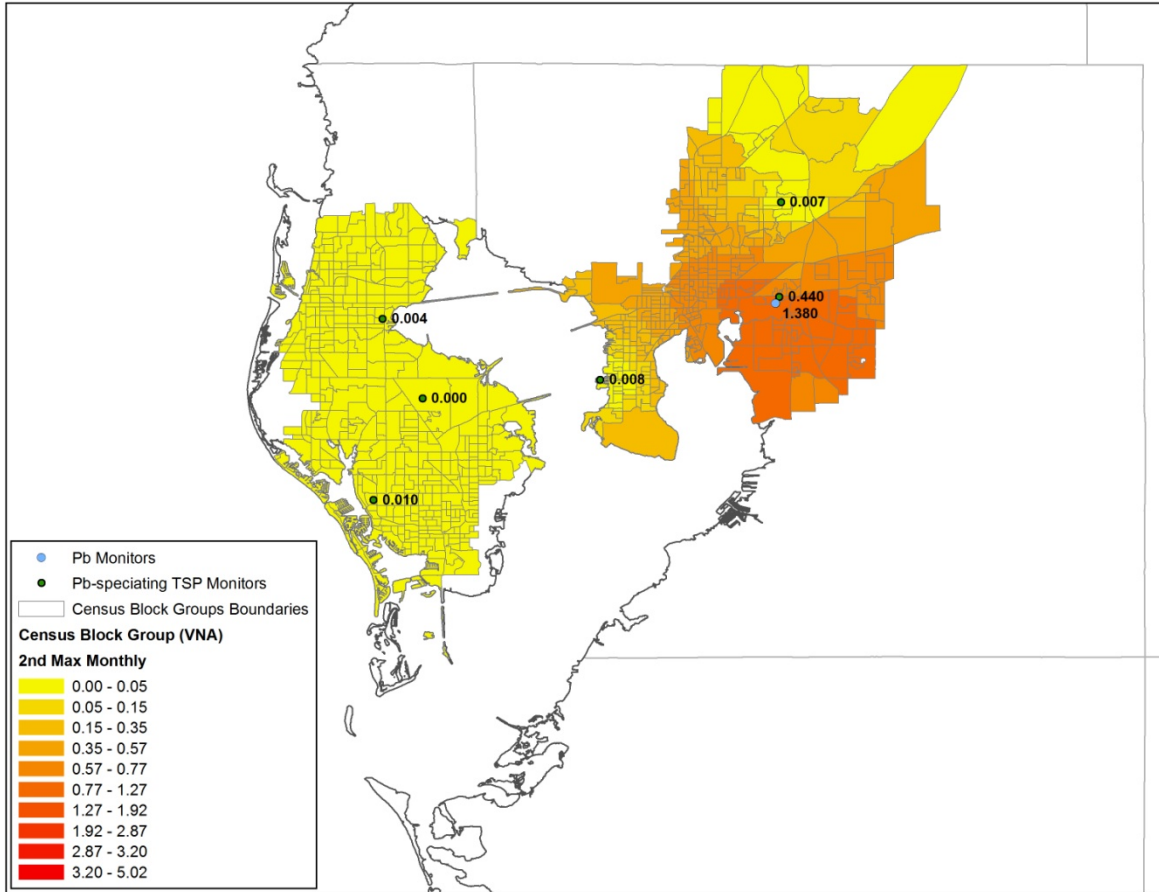 0.007
0.440
1.380
0.004
0.008
0.000
0.010
Pb Monitors
Pb-speciating TSP Monitors
Census Block Groups Boundaries
Census Block Group (VNA)
2nd Max Monthly
0.00 - 0.05
0.05 - 0.15
0.15 - 0.35
0.35 - 0.57
0.57 - 0.77
0.77 - 1.27
1.27 - 1.92
1.92 - 2.87
2.87 - 3.20
3.20 - 5.02